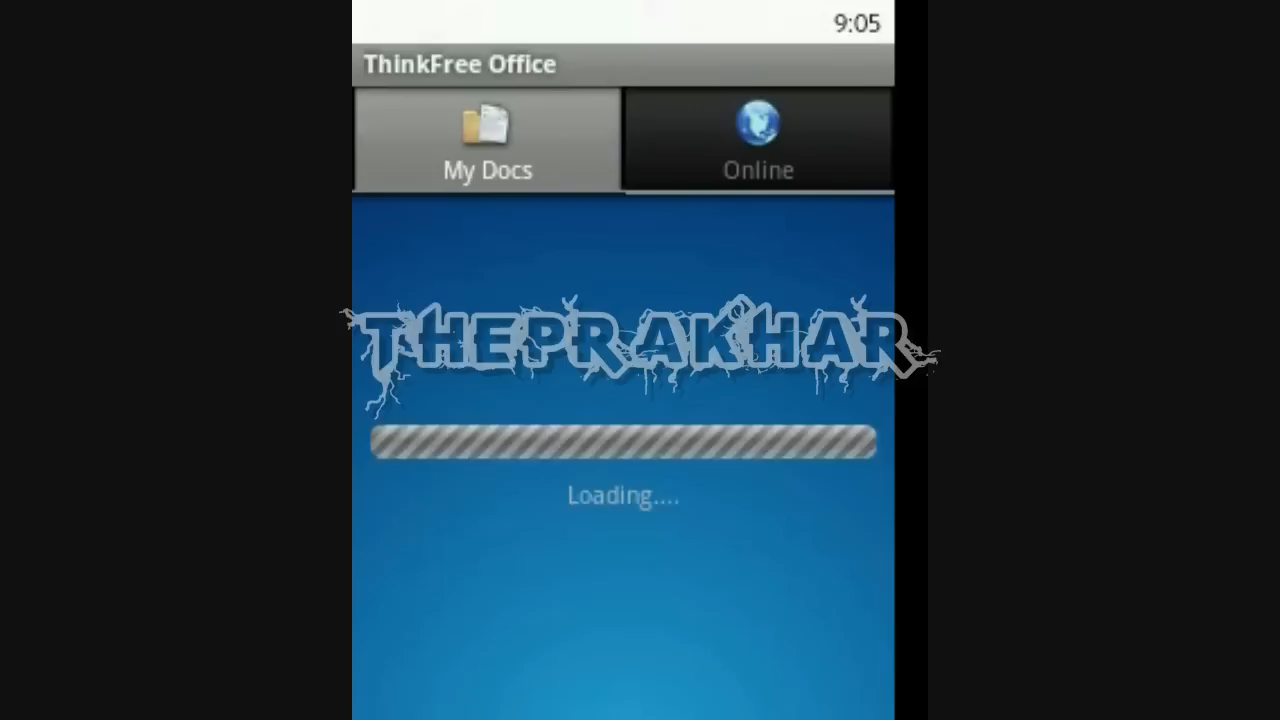 9:05
ThinkFree Office
My Docs
Online
THEPRAKHAR
Loading....